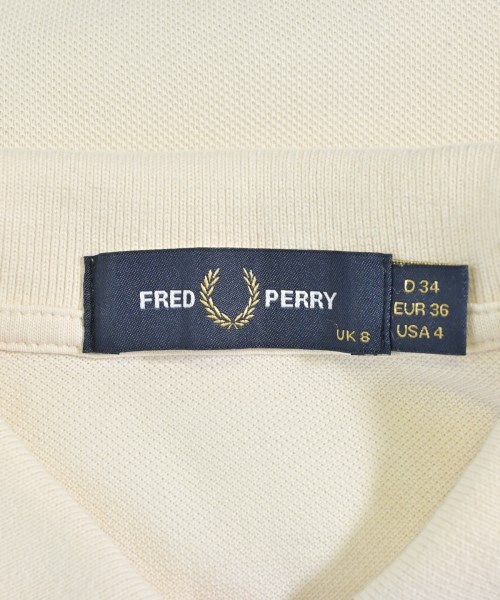 FRED PERRY
UK 8
D 34
EUR 36
USA 4